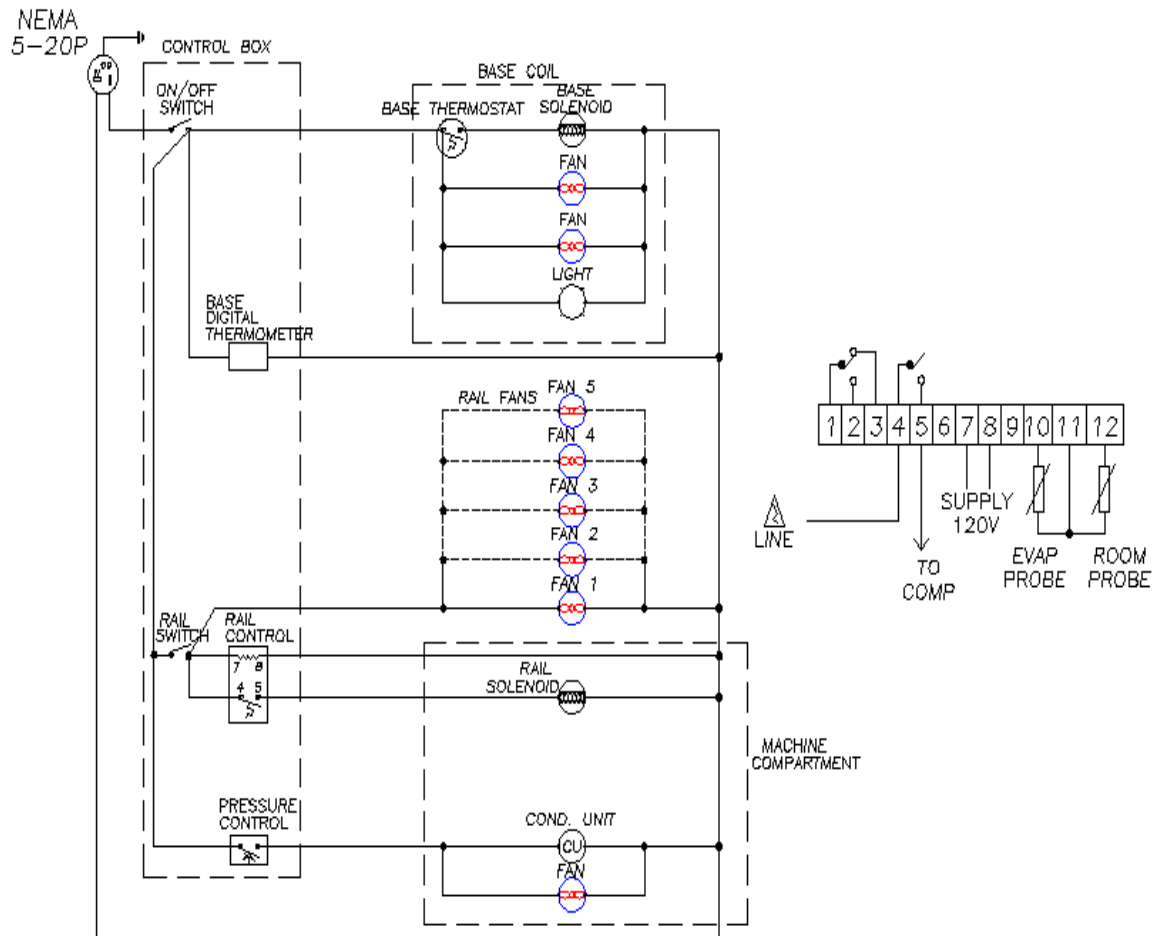 NEMA
5-20P
CONTROL BOX
ON/OFF
SWITCH
BASE COIL
BASE THERMOSTAT
BASE
SOLENOID
FAN
FAN
LIGHT
BASE
DIGITAL
THERMOMETER
RAIL FANS
FAN 5
FAN 4
FAN 3
FAN 2
FAN 1
RAIL
SWITCH
RAIL
CONTROL
7 8
4 5
RAIL
SOLENOID
MACHINE
COMPARTMENT
PRESSURE
CONTROL
COND. UNIT
CU
FAN
1 2 3 4 5 6 7 8 9 10 11 12
LINE
SUPPLY
120V
TO
COMP
EVAP
PROBE
ROOM
PROBE